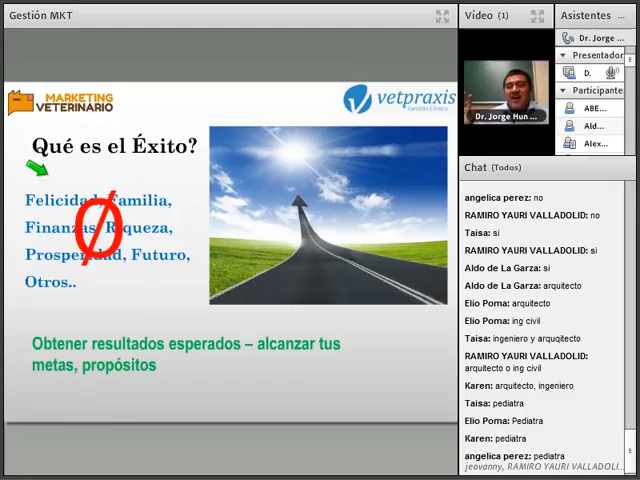 Gestión MKT
MARKETING
VETERINARIO
vetpraxis
Gestión Clínica
Qué es el Éxito?
Felicidad, Familia,
Finanzas, Riqueza,
Prosperidad, Futuro,
Otros..
Ø
Obtener resultados esperados – alcanzar tus
metas, propósitos
Vídeo (1)
Dr. Jorge Hun ...
Asistentes ...
Dr. Jorge ...
Presentador
D.
Participante
ABE...
Ald...
Alex...
Chat (Todos)
angelica perez: no
RAMIRO YAURI VALLADOLID: no
Taisa: si
RAMIRO YAURI VALLADOLID: si
Aldo de La Garza: si
Aldo de La Garza: arquitecto
Elio Poma: arquitecto
Elio Poma: ing civil
Taisa: ingeniero y arquqitecto
RAMIRO YAURI VALLADOLID:
arquitecto o ing civil
Karen: arquitecto, ingeniero
Taisa: pediatra
Elio Poma: Pediatra
Karen: pediatra
angelica perez: pediatra
jeovanny, RAMIRO YAURI VALLADOLI...